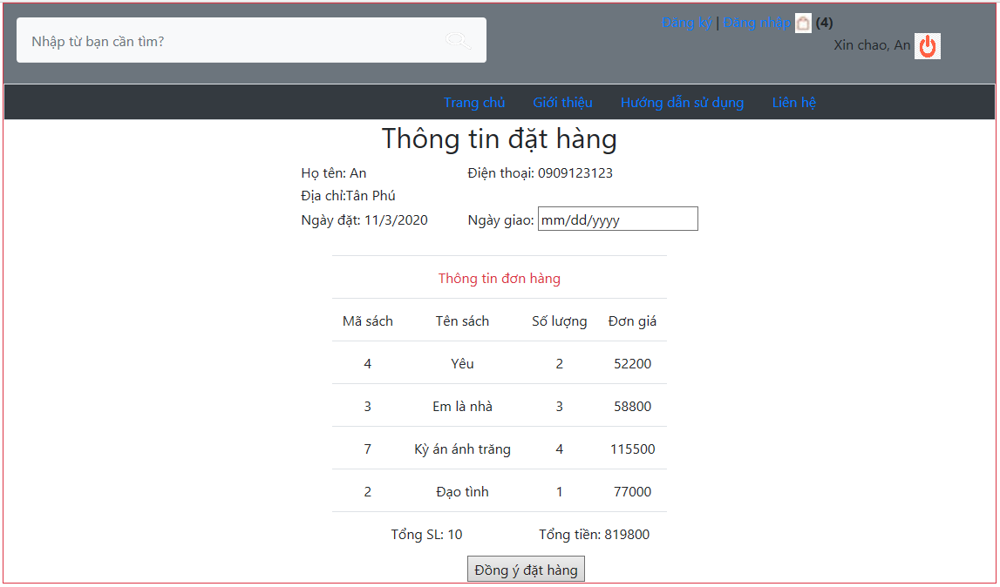 Nhập từ bạn cần tìm?
Đăng ký | Đăng nhập (4)
Xin chao, An
Trang chủ Giới thiệu Hướng dẫn sử dụng Liên hệ
Thông tin đặt hàng
Họ tên: An Điện thoại: 0909123123
Địa chỉ:Tân Phú
Ngày đặt: 11/3/2020 Ngày giao: mm/dd/yyyy
Thông tin đơn hàng
Mã sách Tên sách Số lượng Đơn giá
4 Yêu 2 52200
3 Em là nhà 3 58800
7 Kỳ án ánh trăng 4 115500
2 Đạo tình 1 77000
Tổng SL: 10 Tổng tiền: 819800
Đồng ý đặt hàng